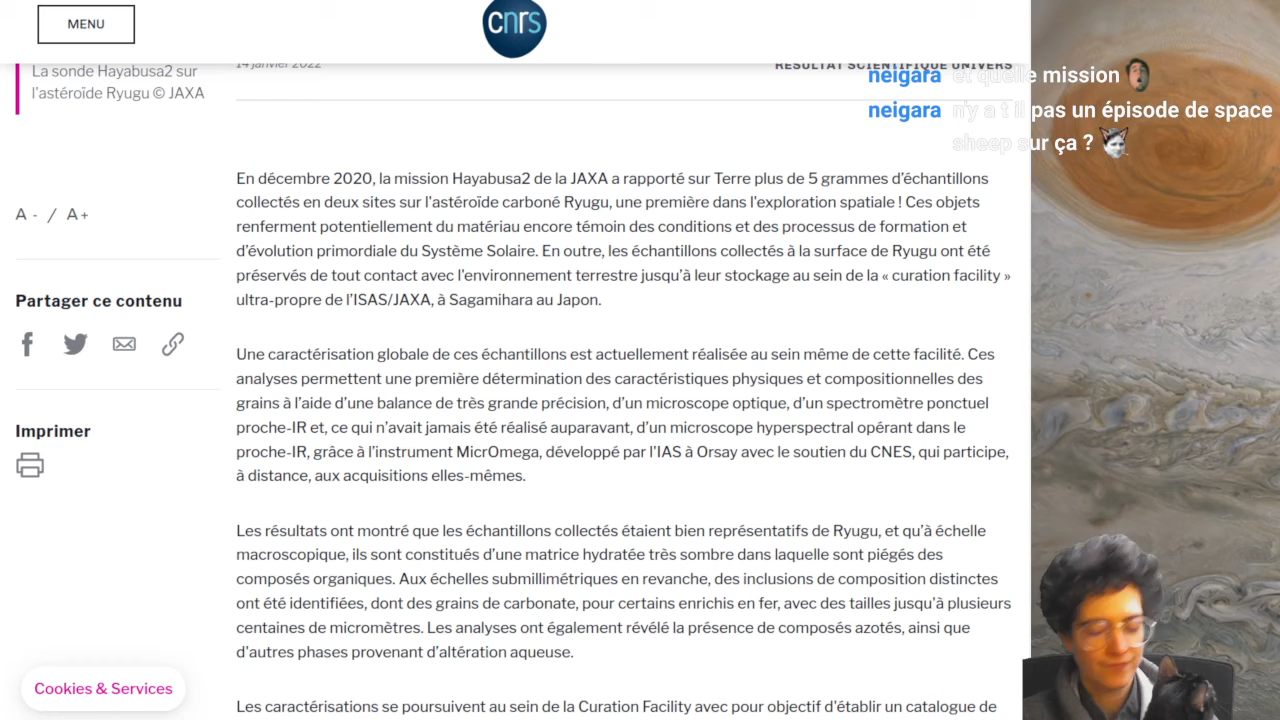 MENU
cnrs
La sonde Hayabusa2 sur
l'astéroïde Ryugu © JAXA
14 janvier 2022
RÉSULTAT SCIENTIFIQUE UNIVERS
neigara et quelle mission
neigara n'y a t il pas un épisode de space
sheep sur ça ?
En décembre 2020, la mission Hayabusa2 de la JAXA a rapporté sur Terre plus de 5 grammes d’échantillons
collectés en deux sites sur l'astéroïde carboné Ryugu, une première dans l'exploration spatiale ! Ces objets
renferment potentiellement du matériau encore témoin des conditions et des processus de formation et
d’évolution primordiale du Système Solaire. En outre, les échantillons collectés à la surface de Ryugu ont été
préservés de tout contact avec l'environnement terrestre jusqu’à leur stockage au sein de la « curation facility »
ultra-propre de l’ISAS/JAXA, à Sagamihara au Japon.
A - / A+
Partager ce contenu
Imprimer
Une caractérisation globale de ces échantillons est actuellement réalisée au sein même de cette facilité. Ces
analyses permettent une première détermination des caractéristiques physiques et compositionnelles des
grains à l’aide d’une balance de très grande précision, d’un microscope optique, d’un spectromètre ponctuel
proche-IR et, ce qui n’avait jamais été réalisé auparavant, d’un microscope hyperspectral opérant dans le
proche-IR, grâce à l’instrument MicrOmega, développé par l’IAS à Orsay avec le soutien du CNES, qui participe,
à distance, aux acquisitions elles-mêmes.
Les résultats ont montré que les échantillons collectés étaient bien représentatifs de Ryugu, et qu’à échelle
macroscopique, ils sont constitués d’une matrice hydratée très sombre dans laquelle sont piégés des
composés organiques. Aux échelles submillimétriques en revanche, des inclusions de composition distinctes
ont été identifiées, dont des grains de carbonate, pour certains enrichis en fer, avec des tailles jusqu'à plusieurs
centaines de micromètres. Les analyses ont également révélé la présence de composés azotés, ainsi que
d'autres phases provenant d’altération aqueuse.
Cookies & Services
Les caractérisations se poursuivent au sein de la Curation Facility avec pour objectif d'établir un catalogue de